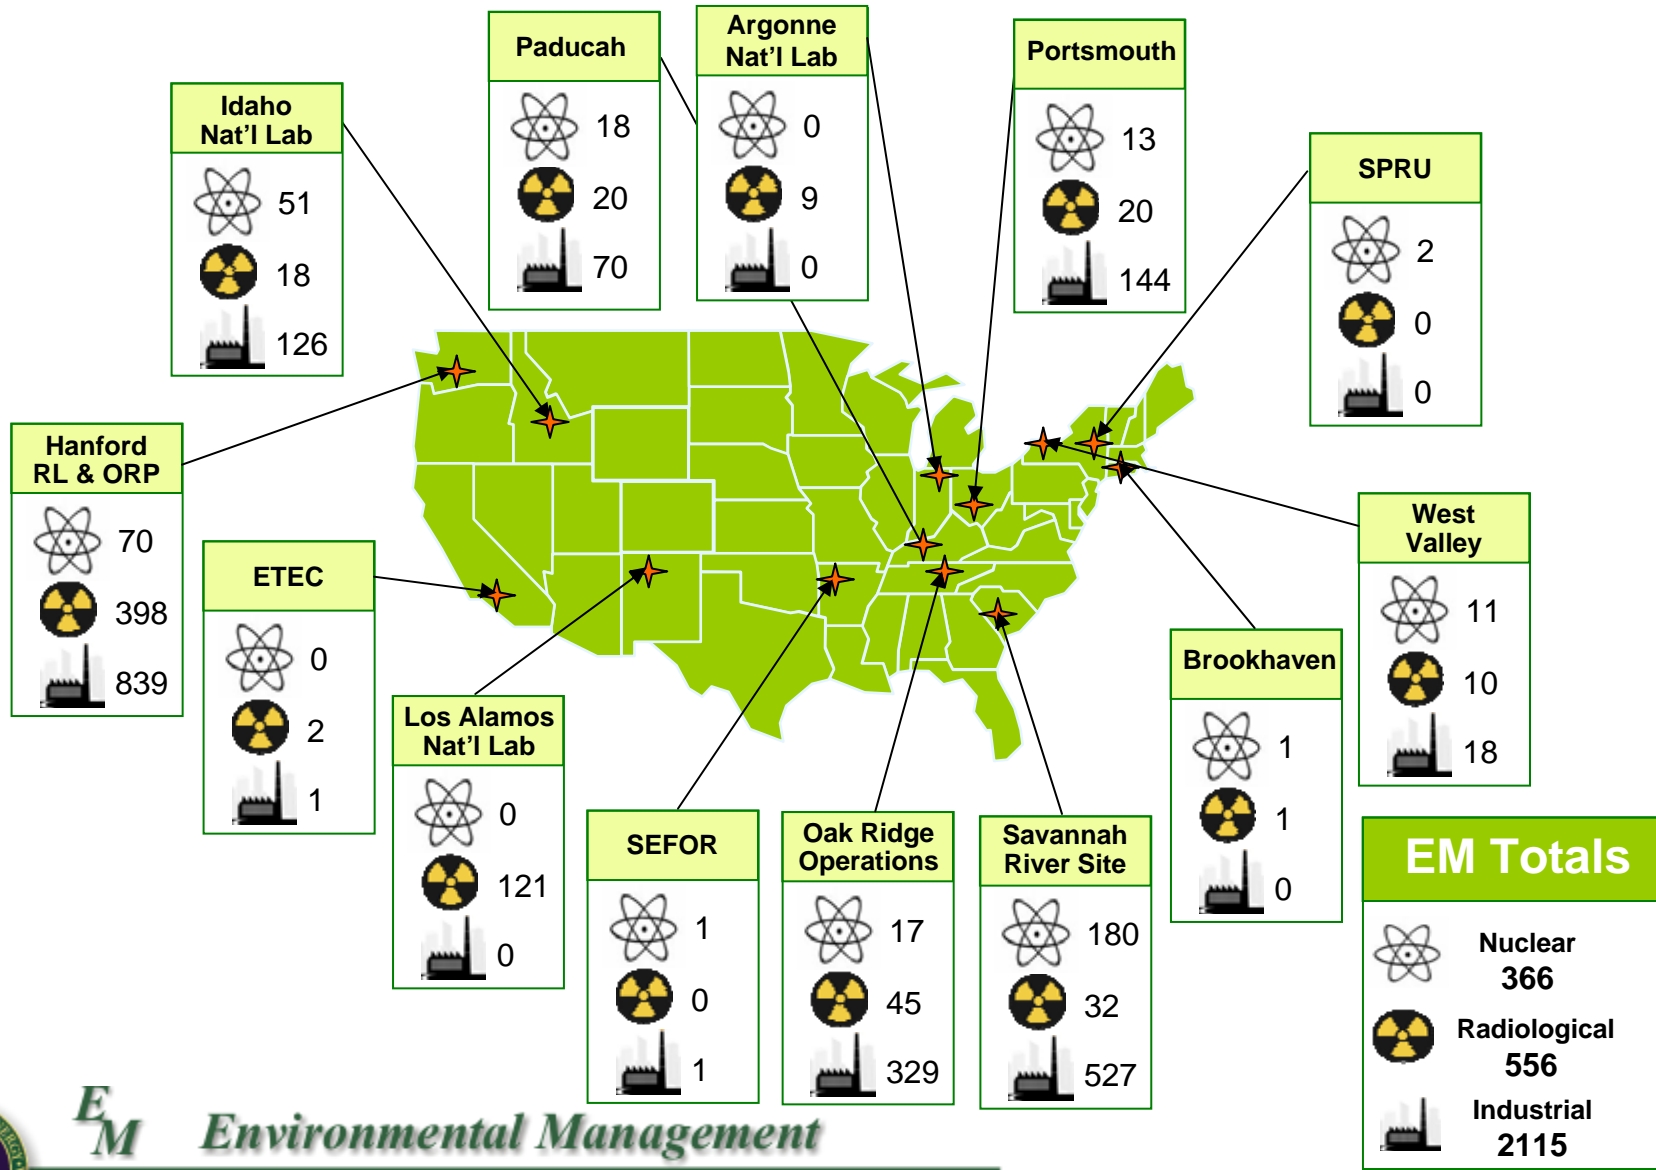 Paducah
18
20
70
Argonne
Nat'l Lab
0
9
0
Portsmouth
13
20
144
Idaho
Nat'l Lab
51
18
126
SPRU
2
0
0
Hanford
RL & ORP
70
398
839
ETEC
0
2
1
Los Alamos
Nat'l Lab
0
121
0
SEFOR
1
0
1
Oak Ridge
Operations
17
45
329
Savannah
River Site
180
32
527
Brookhaven
1
1
0
West
Valley
11
10
18
EM Totals
Nuclear
366
Radiological
556
Industrial
2115
EM Environmental Management